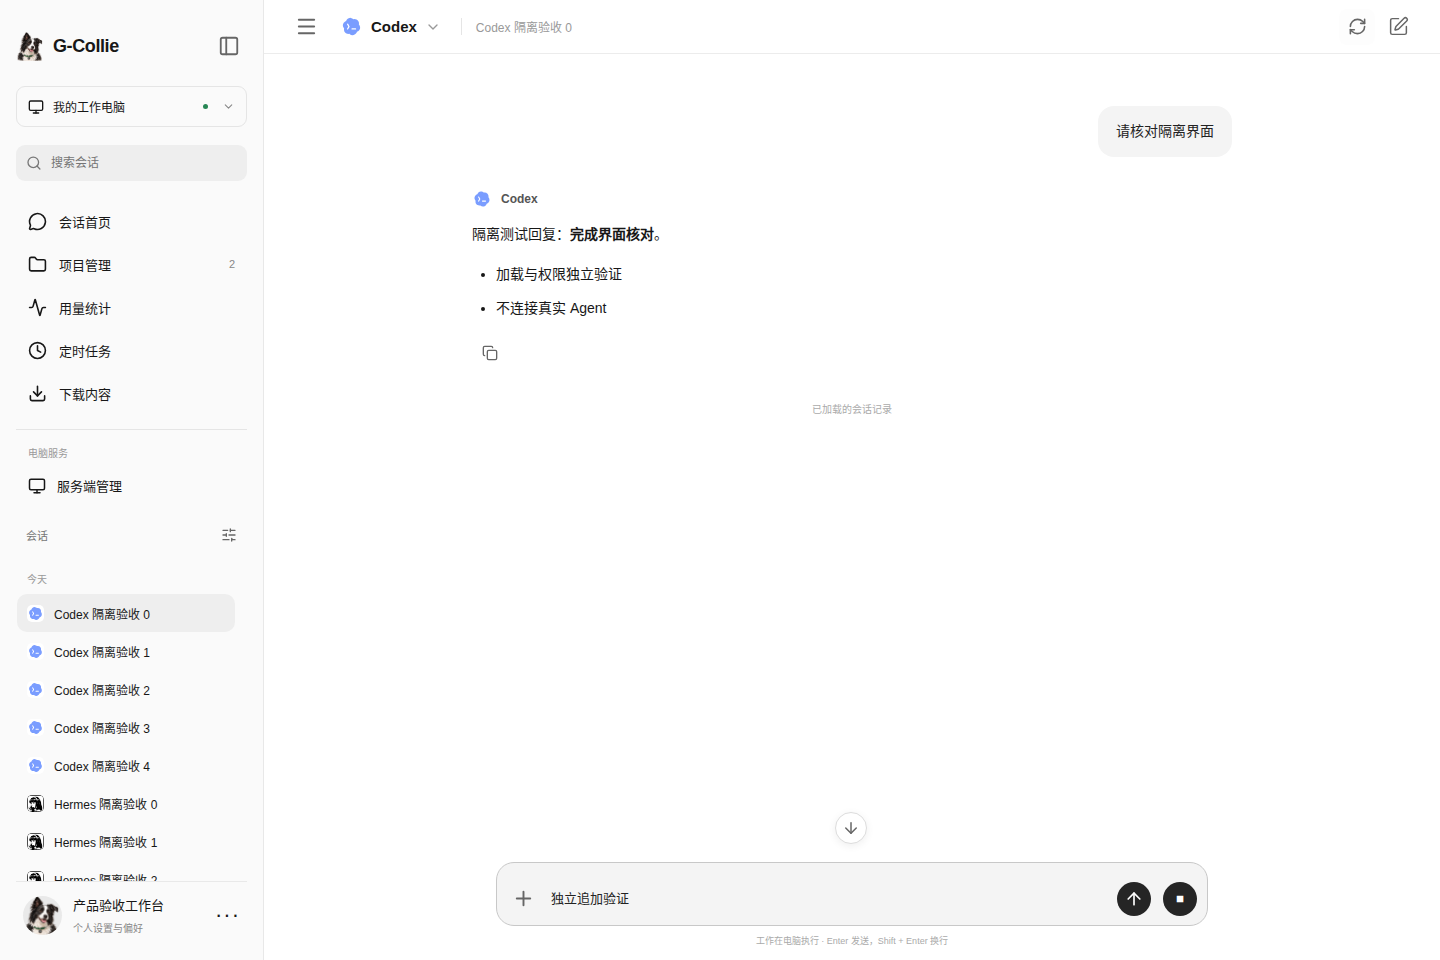 G-Collie
我的工作电脑
搜索会话
会话首页
项目管理 2
用量统计
定时任务
下载内容
电脑服务
服务端管理
会话
今天
Codex 隔离验收 0
Codex 隔离验收 1
Codex 隔离验收 2
Codex 隔离验收 3
Codex 隔离验收 4
Hermes 隔离验收 0
Hermes 隔离验收 1
Hermes 隔离验收 2
产品验收工作台
个人设置与偏好
Codex
Codex 隔离验收 0
请核对隔离界面
Codex
隔离测试回复：完成界面核对。
加载与权限独立验证
不连接真实 Agent
已加载的会话记录
独立追加验证
工作在电脑执行 · Enter 发送，Shift + Enter 换行